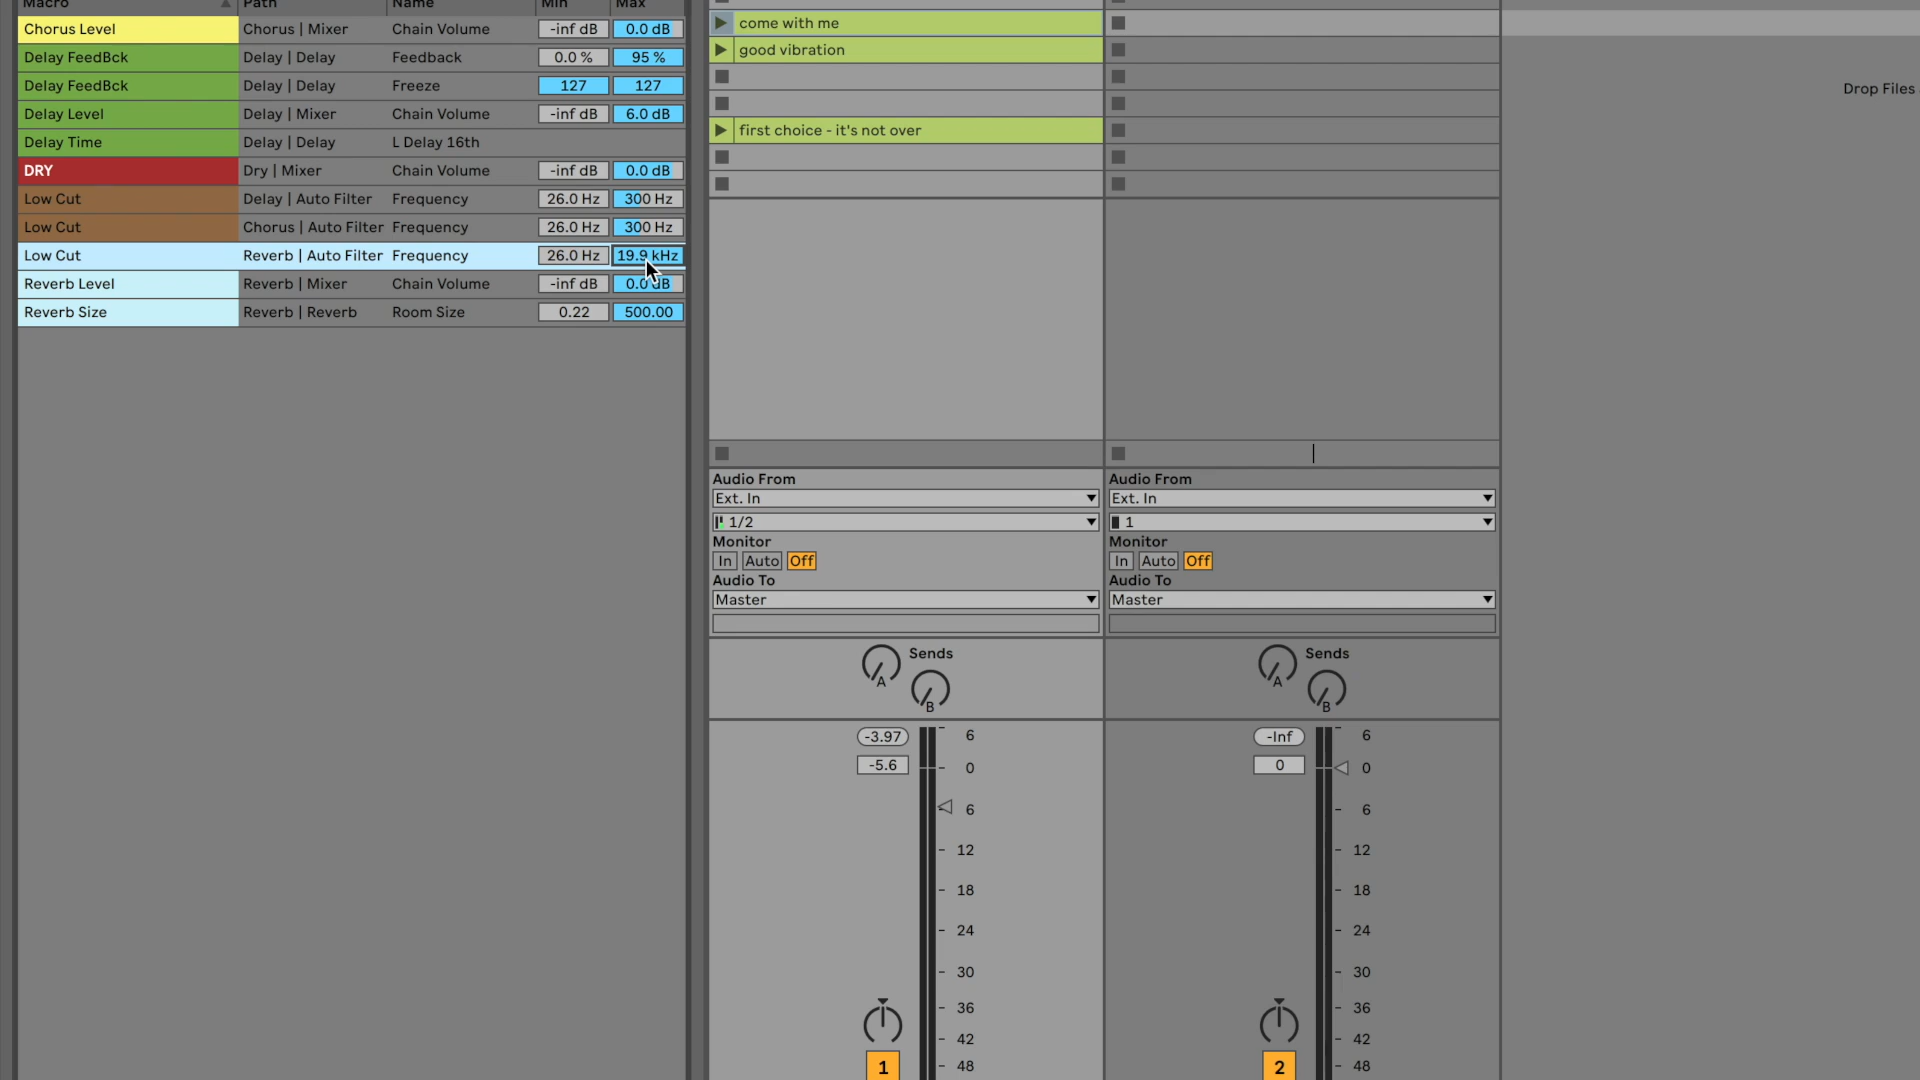 Macro Path Name Min Max
Chorus Level Chorus | Mixer Chain Volume -inf dB 0.0 dB
Delay FeedBck Delay | Delay Feedback 0.0 % 95 %
Delay FeedBck Delay | Delay Freeze 127 127
Delay Level Delay | Mixer Chain Volume -inf dB 6.0 dB
Delay Time Delay | Delay L Delay 16th
DRY Dry | Mixer Chain Volume -inf dB 0.0 dB
Low Cut Delay | Auto Filter Frequency 26.0 Hz 300 Hz
Low Cut Chorus | Auto Filter Frequency 26.0 Hz 300 Hz
Low Cut Reverb | Auto Filter Frequency 26.0 Hz 19.9 kHz
Reverb Level Reverb | Mixer Chain Volume -inf dB 0.0 dB
Reverb Size Reverb | Reverb Room Size 0.22 500.00
come with me
good vibration
first choice - it's not over
Audio From
Ext. In
1/2
Monitor
In Auto Off
Audio To
Master
Sends
A
B
-3.97
-5.6
6
0
6
12
18
24
30
36
42
48
1
Audio From
Ext. In
1
Monitor
In Auto Off
Audio To
Master
Sends
A
B
-Inf
0
6
0
6
12
18
24
30
36
42
48
2
Drop Files